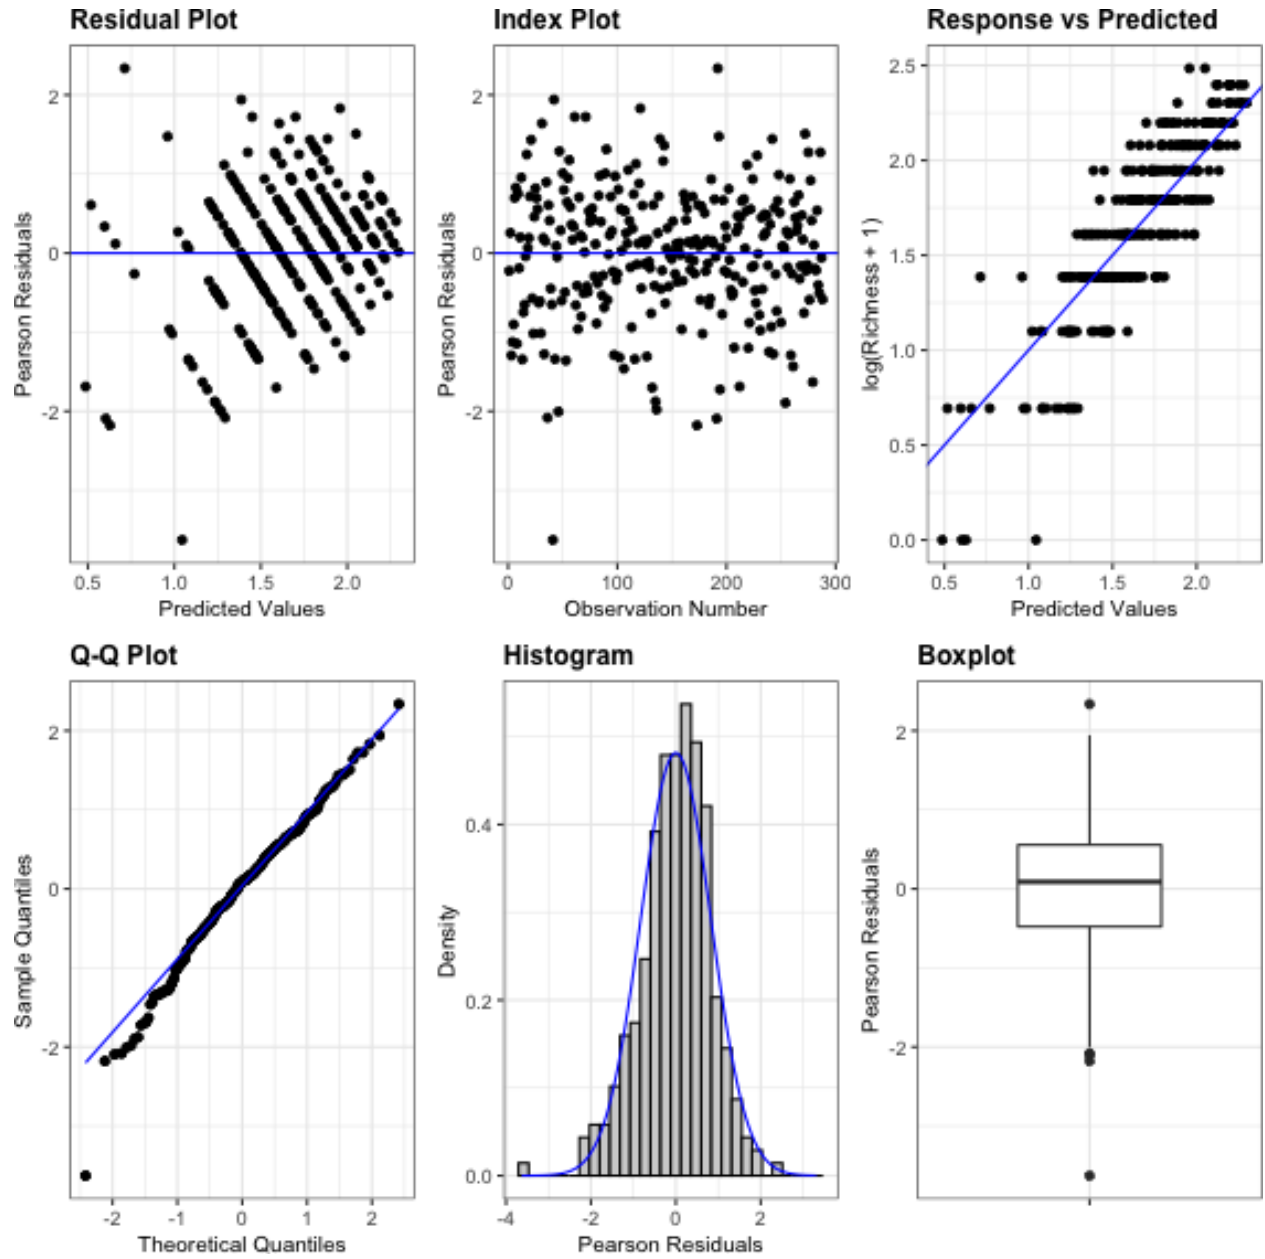 Residual Plot
Pearson Residuals
2
0
-2
0.5 1.0 1.5 2.0
Predicted Values
Index Plot
Pearson Residuals
2
0
-2
0 100 200 300
Observation Number
Response vs Predicted
log(Richness + 1)
2.5
2.0
1.5
1.0
0.5
0.0
0.5 1.0 1.5 2.0
Predicted Values
Q-Q Plot
Sample Quantiles
2
0
-2
-2 -1 0 1 2
Theoretical Quantiles
Histogram
Density
0.4
0.2
0.0
-4 -2 0 2
Pearson Residuals
Boxplot
Pearson Residuals
2
0
-2